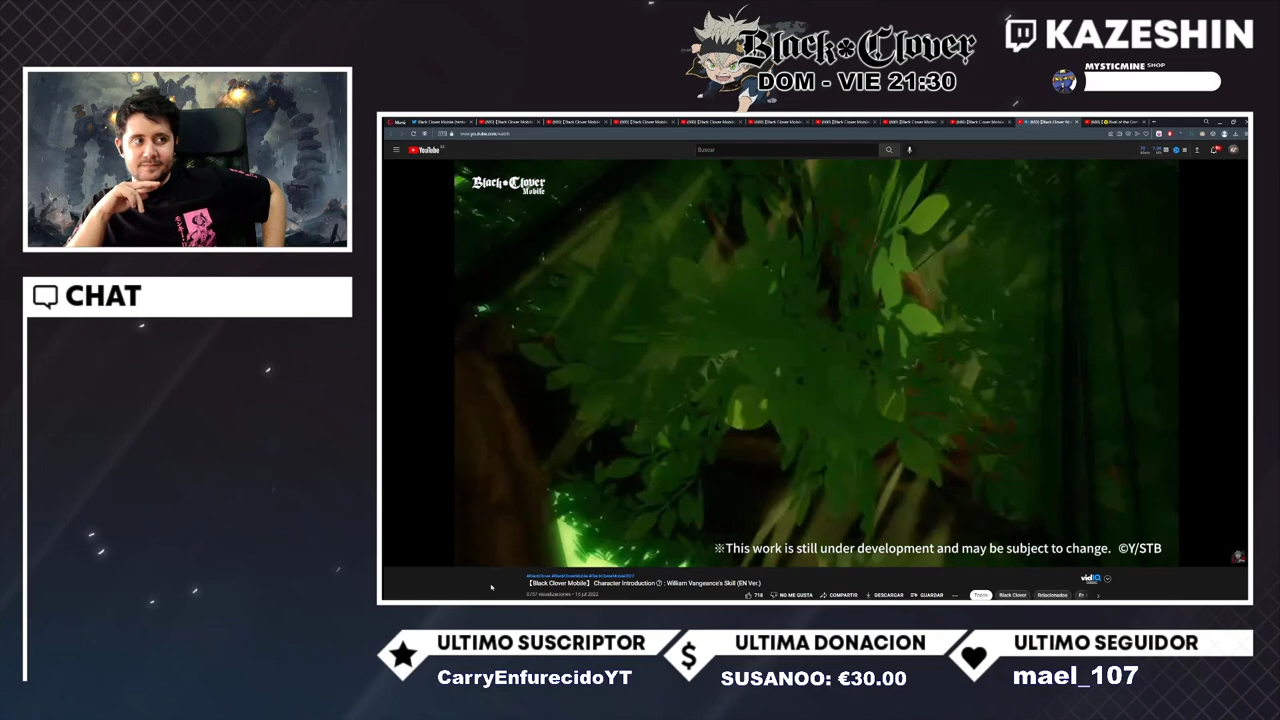 Black Clover
DOM - VIE 21:30
KAZESHIN
MYSTICMINE SHOP
CHAT
YouTube
Buscar
Black Clover
Mobile
※This work is still under development and may be subject to change. ©Y/STB
【Black Clover Mobile】 Character Introduction ⑦ : William Vangeance's Skill (EN Ver.)
vidIQ
718
NO ME GUSTA
COMPARTIR
DESCARGAR
GUARDAR
Todos
Black Clover
Relacionados
ULTIMO SUSCRIPTOR
CarryEnfurecidoYT
ULTIMA DONACION
SUSANOO: €30.00
ULTIMO SEGUIDOR
mael_107